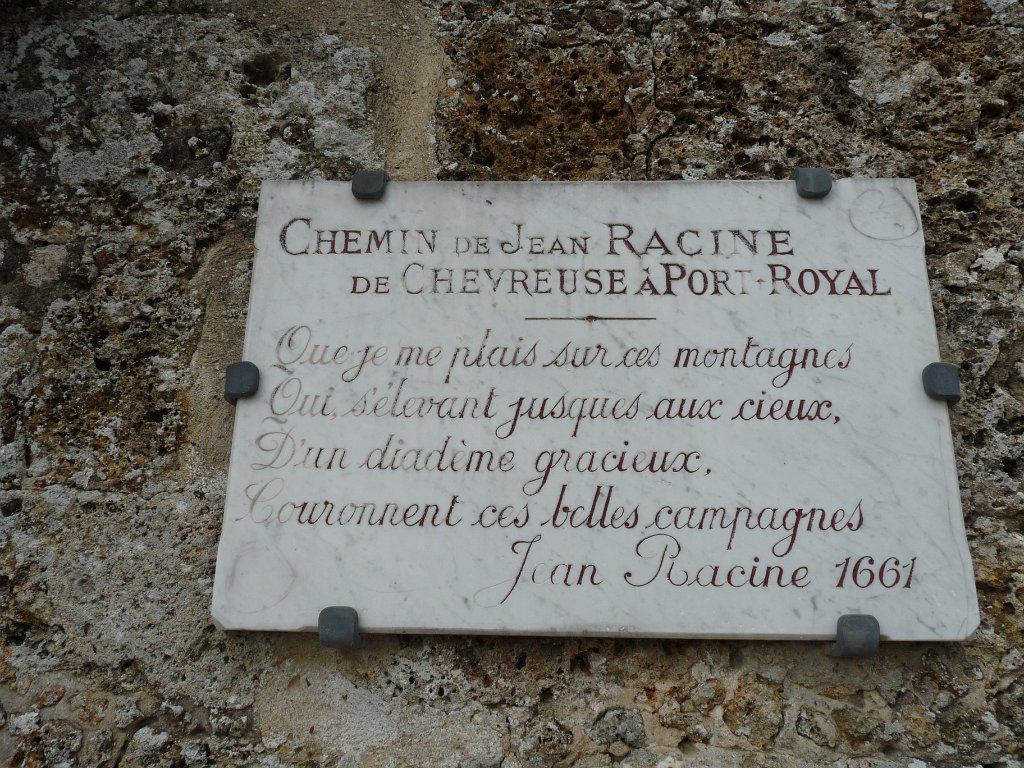 CHEMIN DE JEAN RACINE
DE CHEVREUSE À PORT-ROYAL
Que je me plais sur ces montagnes
Qui, s'élevant jusques aux cieux,
D'un diadème gracieux,
Couronnent ces belles campagnes
Jean Racine 1661